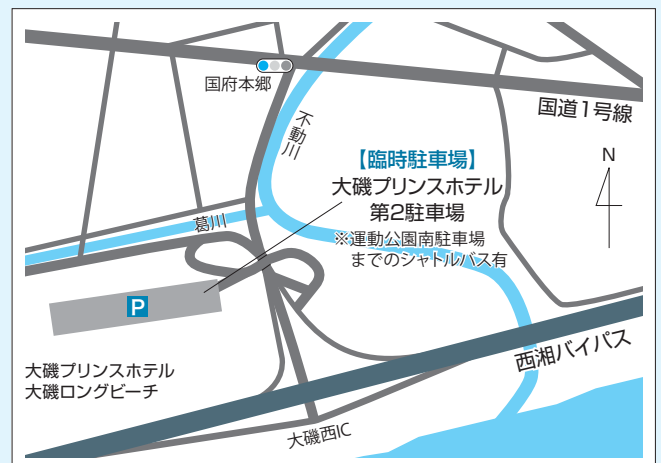 国府本郷
国道1号線
不動川
【臨時駐車場】
大磯プリンスホテル
第2駐車場
※運動公園南駐車場
までのシャトルバス有
N
葛川
P
西湘バイパス
大磯プリンスホテル
大磯ロングビーチ
大磯西IC